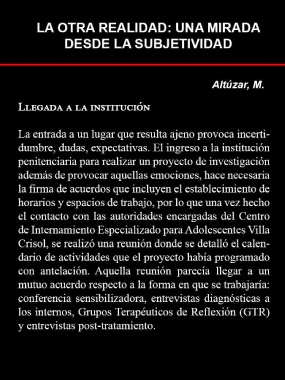 LA OTRA REALIDAD: UNA MIRADA
DESDE LA SUBJETIVIDAD
Altúzar, M.
LLEGADA A LA INSTITUCIÓN
La entrada a un lugar que resulta ajeno provoca incerti-
dumbre, dudas, expectativas. El ingreso a la institución
penitenciaria para realizar un proyecto de investigación
además de provocar aquellas emociones, hace necesaria
la firma de acuerdos que incluyen el establecimiento de
horarios y espacios de trabajo, por lo que una vez hecho
el contacto con las autoridades encargadas del Centro
de Internamiento Especializado para Adolescentes Villa
Crisol, se realizó una reunión donde se detalló el calen-
dario de actividades que el proyecto había programado
con antelación. Aquella reunión parecía llegar a un
mutuo acuerdo respecto a la forma en que se trabajaría:
conferencia sensibilizadora, entrevistas diagnósticas a
los internos, Grupos Terapéuticos de Reflexión (GTR)
y entrevistas post-tratamiento.